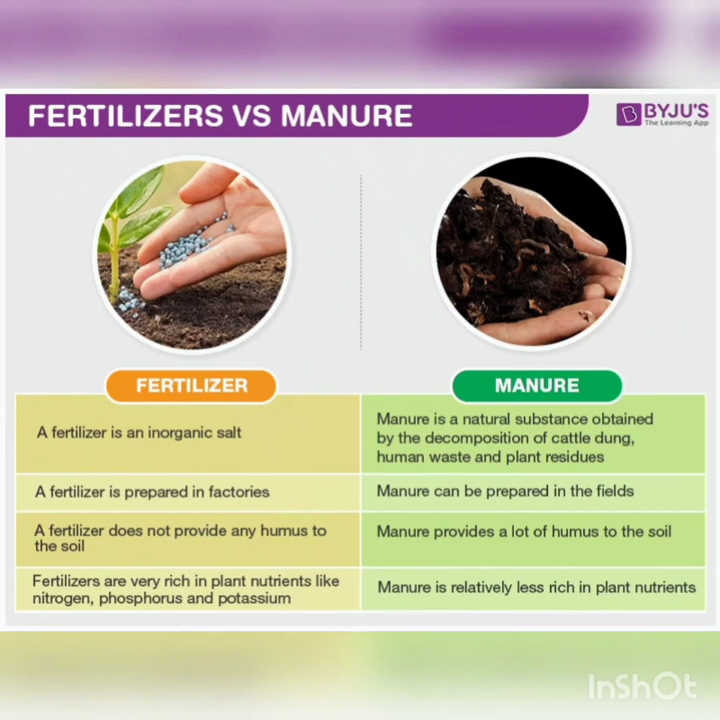 FERTILIZERS VS MANURE
BYJU'S
The Learning App
FERTILIZER
MANURE
A fertilizer is an inorganic salt
Manure is a natural substance obtained
by the decomposition of cattle dung,
human waste and plant residues
A fertilizer is prepared in factories
Manure can be prepared in the fields
A fertilizer does not provide any humus to
the soil
Manure provides a lot of humus to the soil
Fertilizers are very rich in plant nutrients like
nitrogen, phosphorus and potassium
Manure is relatively less rich in plant nutrients
InShOt